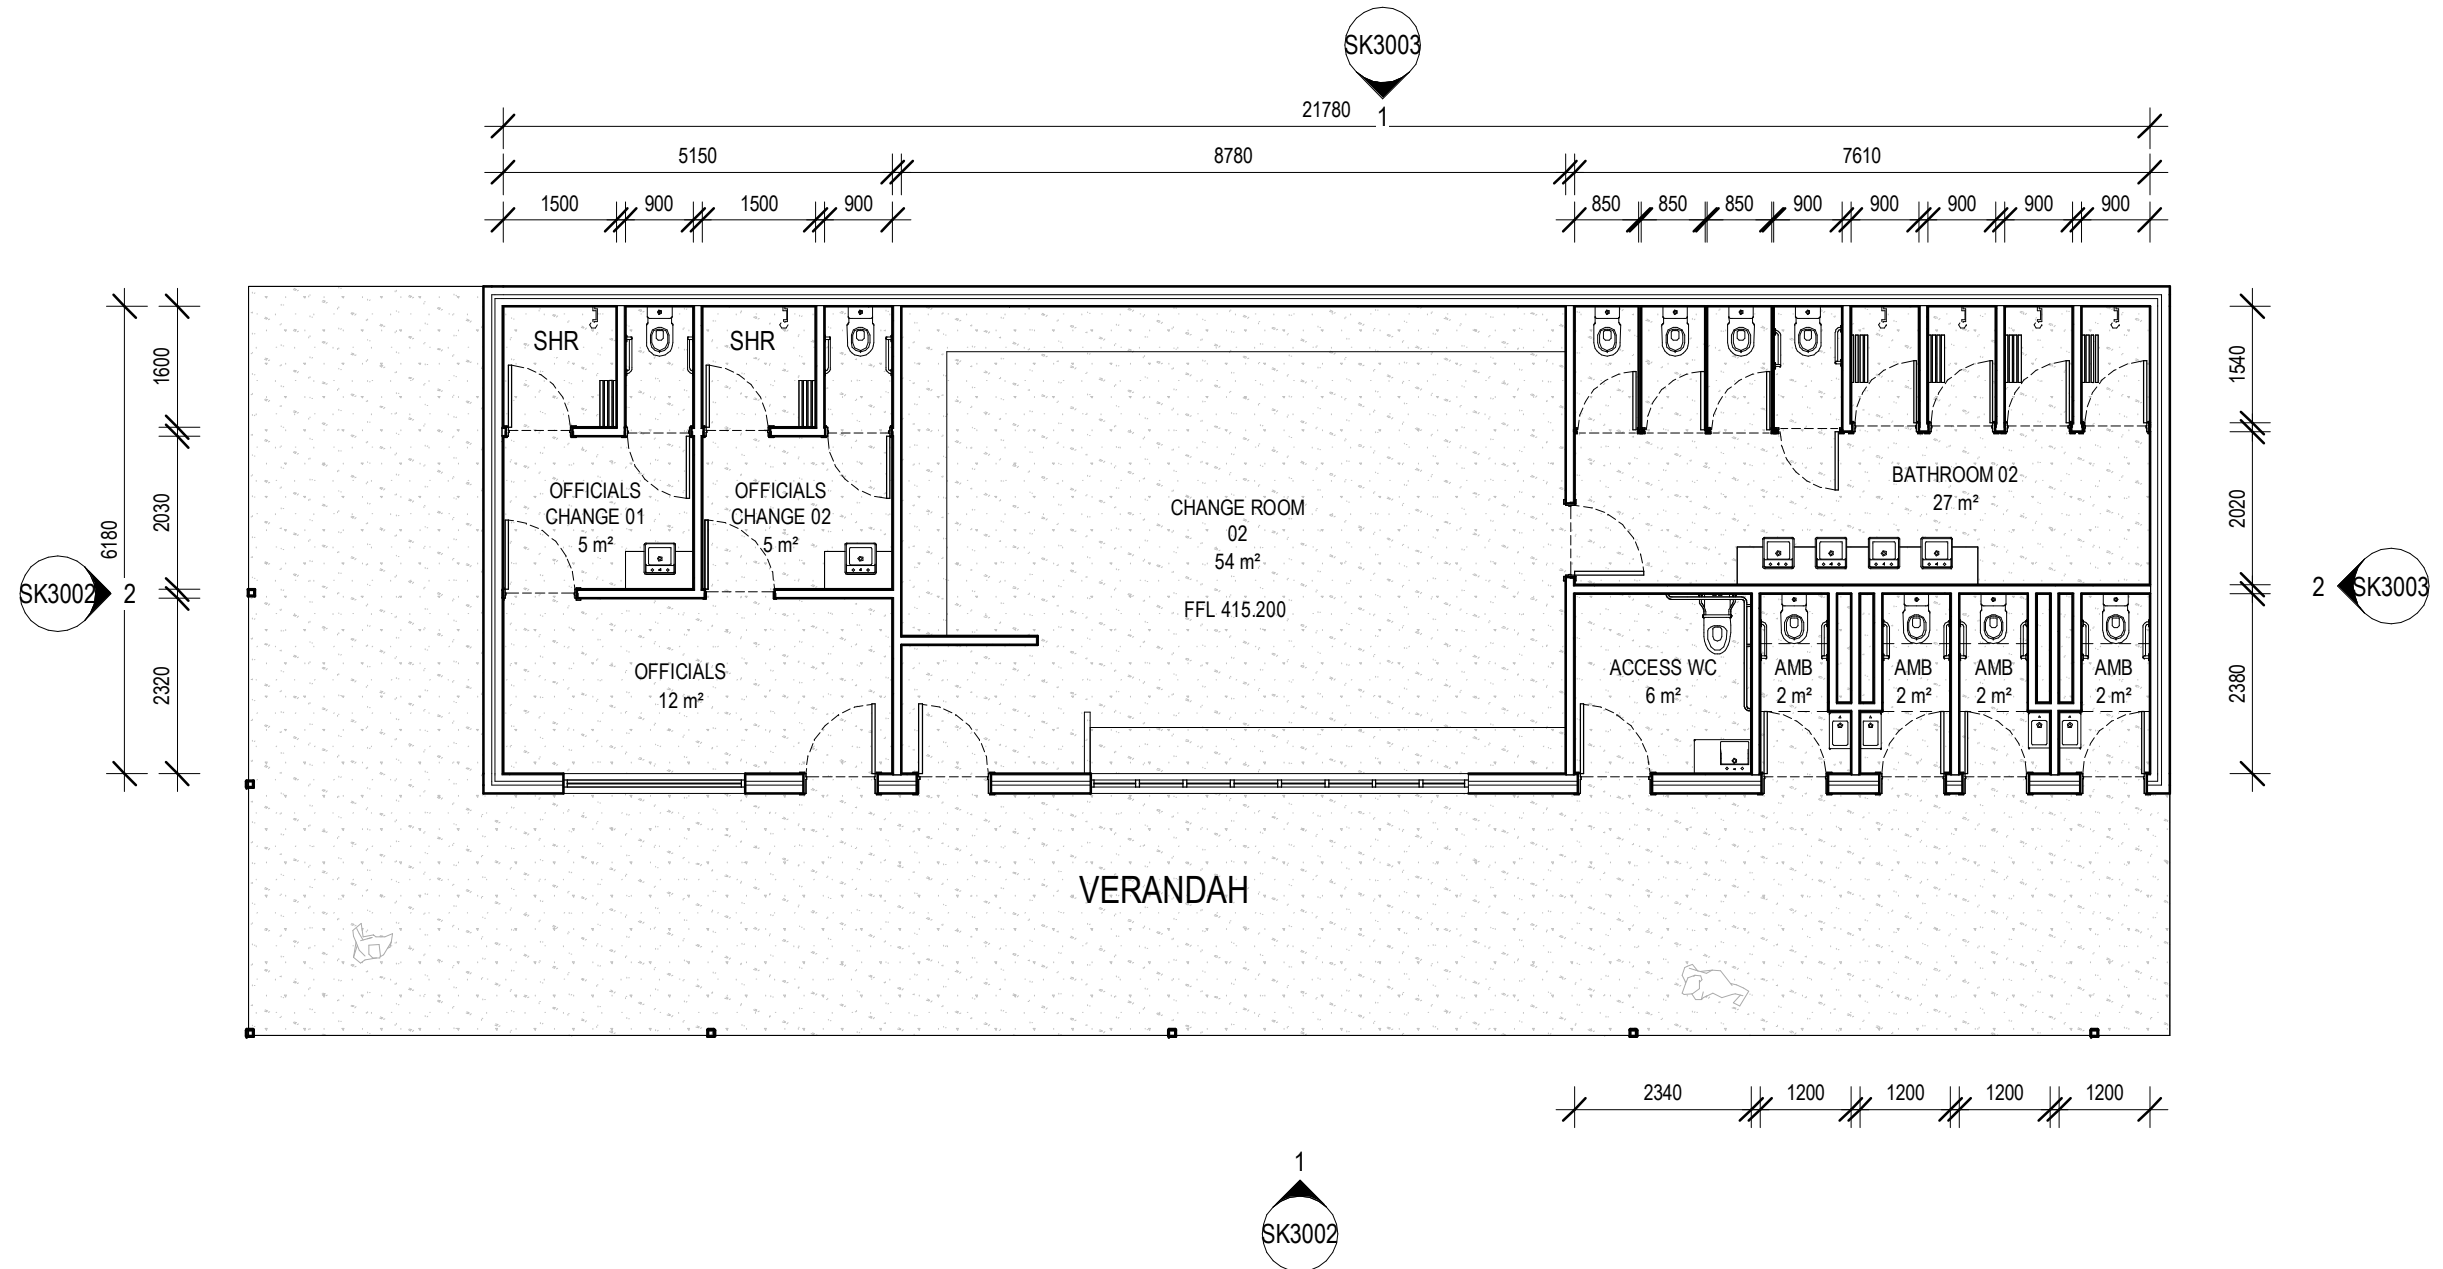 SK3003
1
21780
5150
8780
7610
1500
900
1500
900
850
850
850
900
900
900
900
900
SHR
SHR
1600
2030
2320
6180
1540
2020
2380
OFFICIALS
CHANGE 01
5 m²
OFFICIALS
CHANGE 02
5 m²
CHANGE ROOM
02
54 m²
FFL 415.200
BATHROOM 02
27 m²
SK3002
2
2
SK3003
OFFICIALS
12 m²
ACCESS WC
6 m²
AMB
2 m²
AMB
2 m²
AMB
2 m²
AMB
2 m²
VERANDAH
2340
1200
1200
1200
1200
1
SK3002